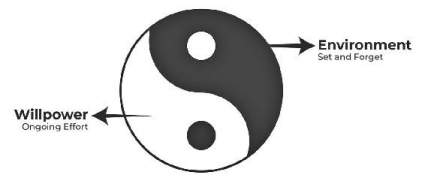 Environment
Set and Forget
Willpower
Ongoing Effort